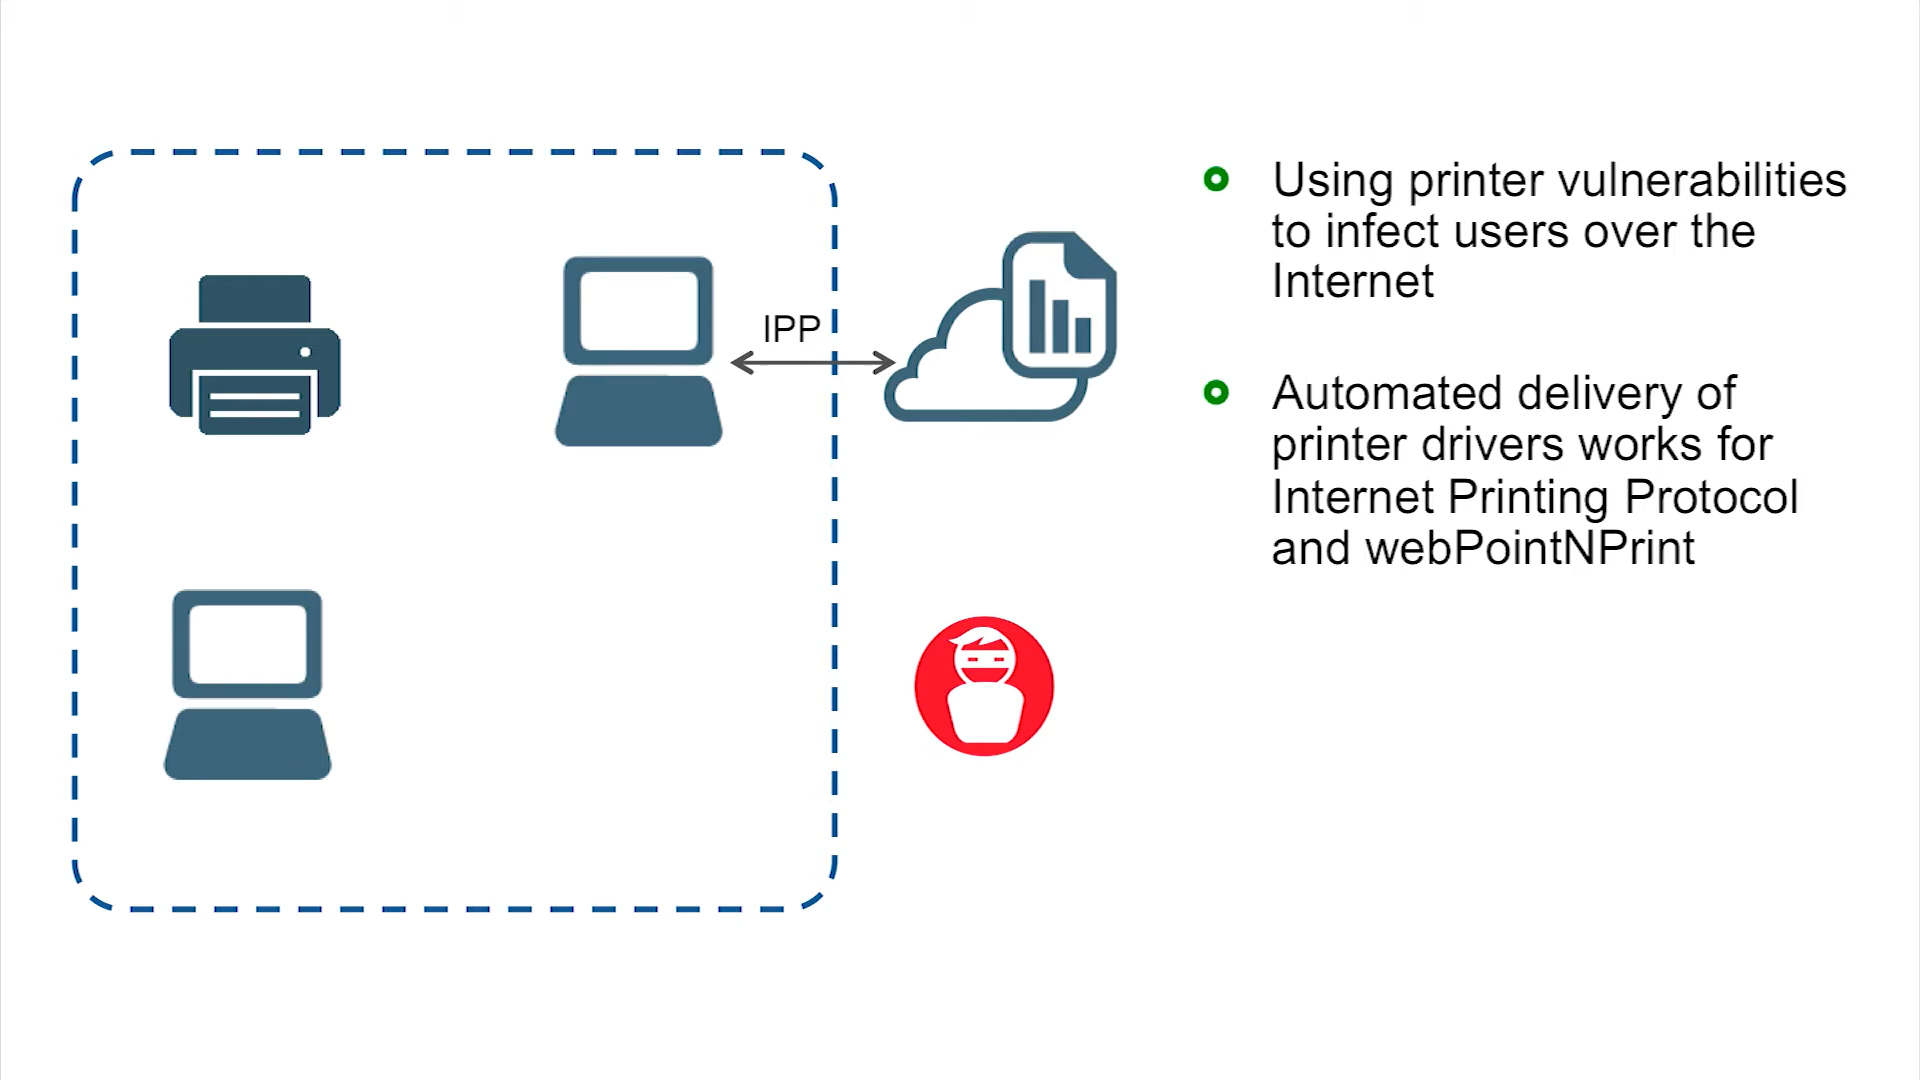 IPP
Using printer vulnerabilities
to infect users over the
Internet
Automated delivery of
printer drivers works for
Internet Printing Protocol
and webPointNPrint